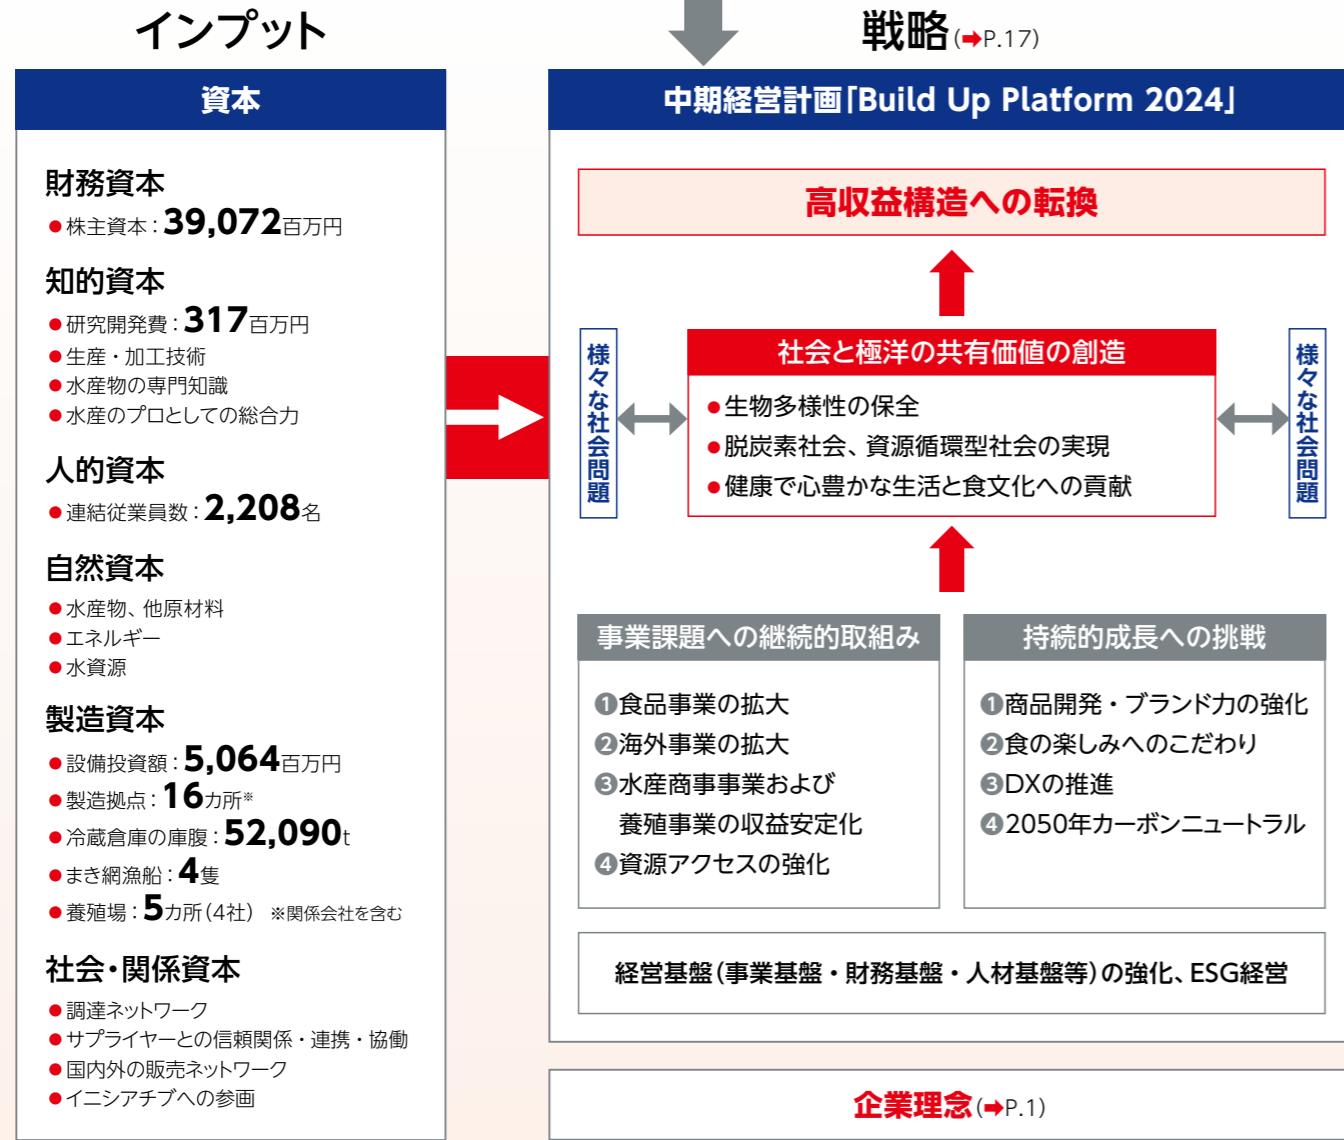 インプット
資本
財務資本
●株主資本：39,072百万円
知的資本
●研究開発費：317百万円
●生産・加工技術
●水産物の専門知識
●水産のプロとしての総合力
人的資本
●連結従業員数：2,208名
自然資本
●水産物、他原材料
●エネルギー
●水資源
製造資本
●設備投資額：5,064百万円
●製造拠点：16カ所※
●冷蔵倉庫の庫腹：52,090t
●まき網漁船：4隻
●養殖場：5カ所(4社) ※関係会社を含む
社会・関係資本
●調達ネットワーク
●サプライヤーとの信頼関係・連携・協働
●国内外の販売ネットワーク
●イニシアチブへの参画
戦略(➡P.17)
中期経営計画「Build Up Platform 2024」
高収益構造への転換
様々な社会問題
社会と極洋の共有価値の創造
●生物多様性の保全
●脱炭素社会、資源循環型社会の実現
●健康で心豊かな生活と食文化への貢献
様々な社会問題
事業課題への継続的取組み
❶食品事業の拡大
❷海外事業の拡大
❸水産商事事業および
養殖事業の収益安定化
❹資源アクセスの強化
持続的成長への挑戦
❶商品開発・ブランド力の強化
❷食の楽しみへのこだわり
❸DXの推進
❹2050年カーボンニュートラル
経営基盤(事業基盤・財務基盤・人材基盤等)の強化、ESG経営
企業理念(➡P.1)